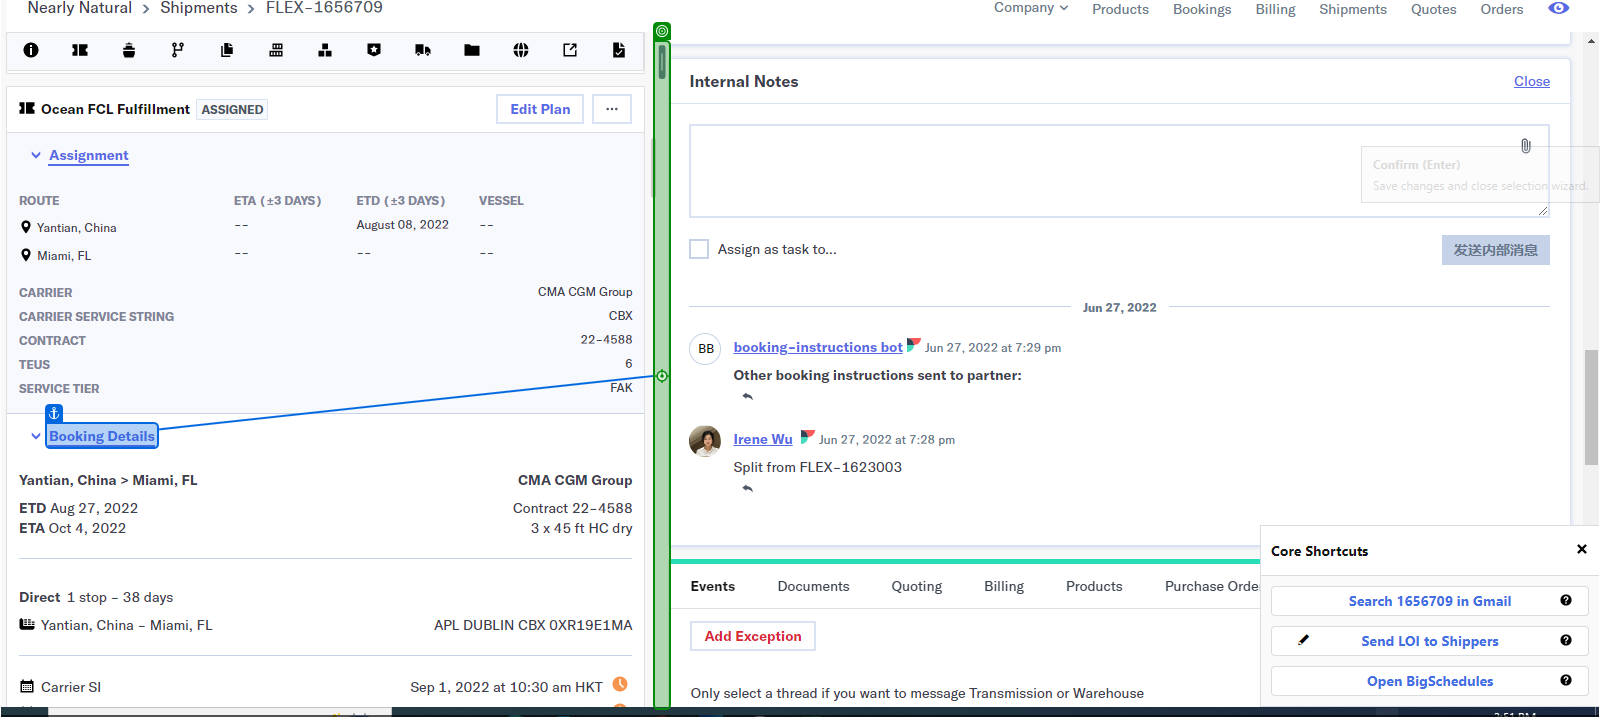 Nearly Natural > Shipments > FLEX-1656709
Company Products Bookings Billing Shipments Quotes Orders
Ocean FCL Fulfillment ASSIGNED Edit Plan ...
Assignment
ROUTE ETA (±3 DAYS) ETD (±3 DAYS) VESSEL
Yantian, China -- August 08, 2022 --
Miami, FL -- -- --
CARRIER CMA CGM Group
CARRIER SERVICE STRING CBX
CONTRACT 22-4588
TEUS 6
SERVICE TIER FAK
Booking Details
Yantian, China > Miami, FL CMA CGM Group
ETD Aug 27, 2022 Contract 22-4588
ETA Oct 4, 2022 3 x 45 ft HC dry
Direct 1 stop - 38 days
Yantian, China - Miami, FL APL DUBLIN CBX 0XR19E1MA
Carrier SI Sep 1, 2022 at 10:30 am HKT
Internal Notes Close
Confirm (Enter)
Save changes and close selection wizard.
Assign as task to... 发送内部消息
Jun 27, 2022
BB booking-instructions bot Jun 27, 2022 at 7:29 pm
Other booking instructions sent to partner:
Irene Wu Jun 27, 2022 at 7:28 pm
Split from FLEX-1623003
Events Documents Quoting Billing Products Purchase Orde
Add Exception
Only select a thread if you want to message Transmission or Warehouse
Core Shortcuts ×
Search 1656709 in Gmail
Send LOI to Shippers
Open BigSchedules